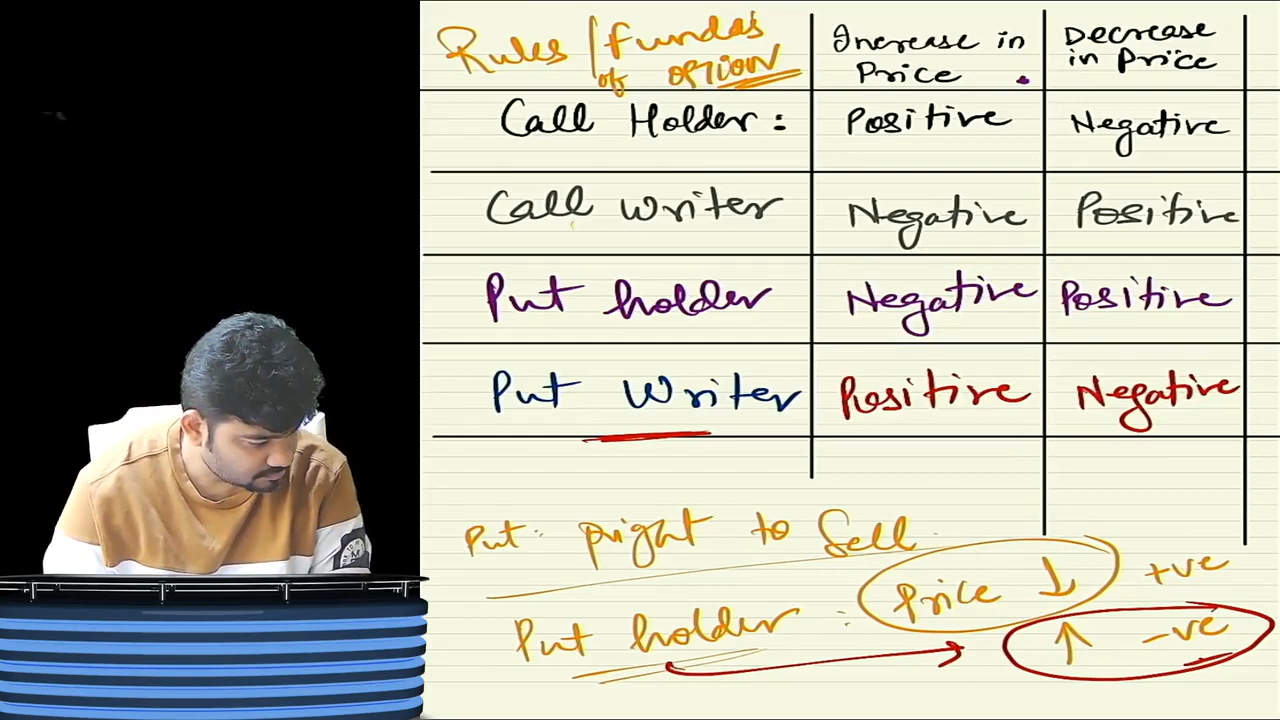 Rules / fundas of option
Increase in Price
Decrease in Price
Call Holder: Positive Negative
Call Writer Negative Positive
Put holder Negative Positive
Put Writer Positive Negative
Put: right to Sell
Put holder: Price ↓ +ve
↑ -ve